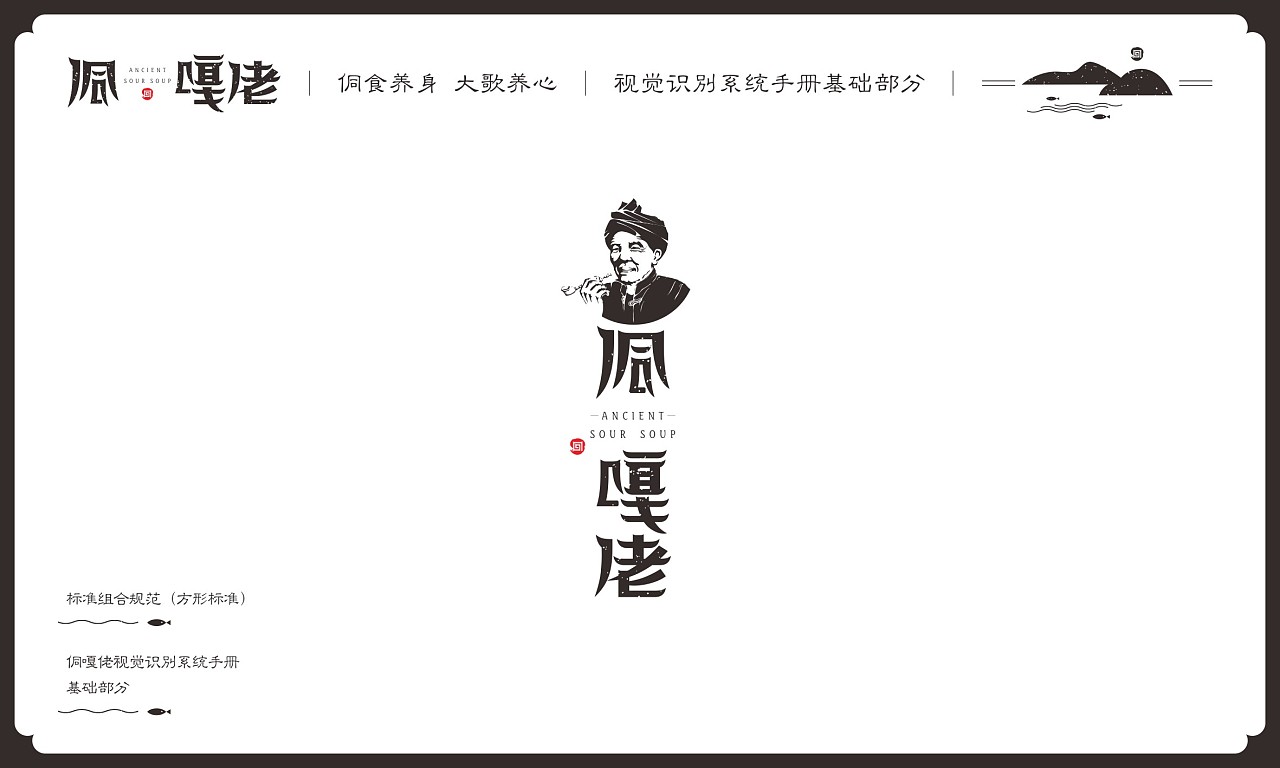 侗嘎佬
ANCIENT
SOUR SOUP
侗食养身 大歌养心
视觉识别系统手册基础部分
侗
ANCIENT
SOUR SOUP
嘎
佬
标准组合规范（方形标准）
侗嘎佬视觉识别系统手册
基础部分